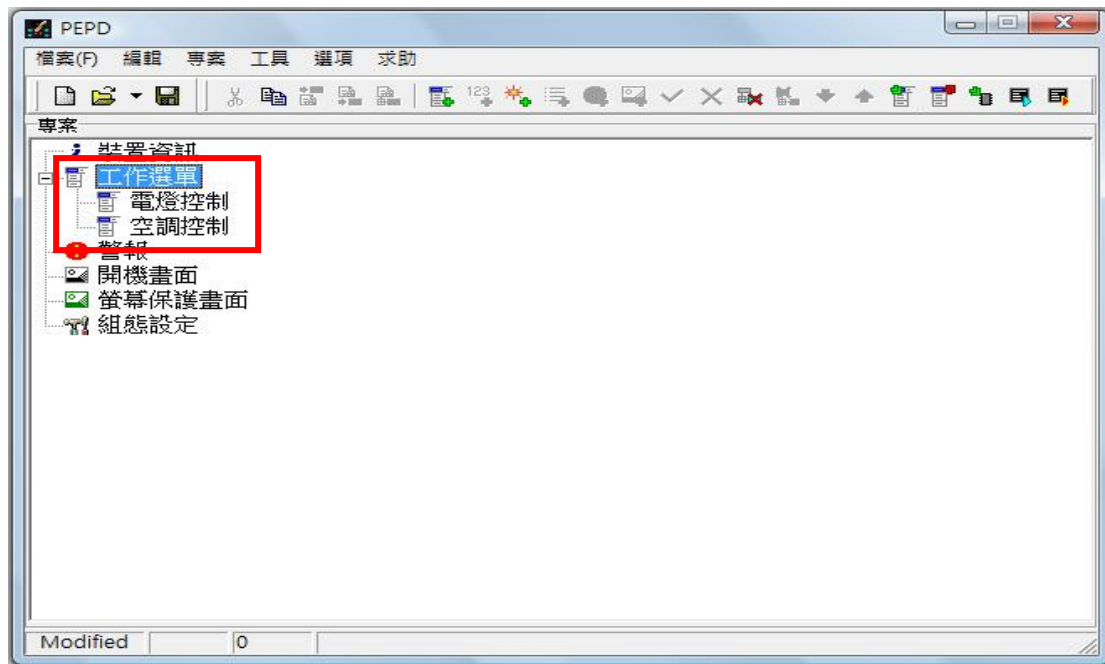 PEPD
檔案(F) 編輯 專案 工具 選項 求助
123
專案
裝置資訊
工作選單
電燈控制
空調控制
警報
開機畫面
螢幕保護畫面
組態設定
Modified 0